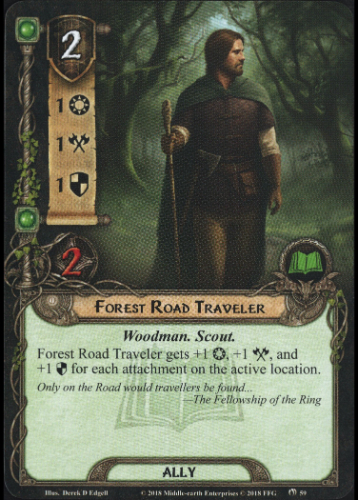 2
1
1
1
2
FOREST ROAD TRAVELER
Woodman. Scout.
Forest Road Traveler gets +1 , +1 , and
+1 for each attachment on the active location.
Only on the Road would travellers be found...
—The Fellowship of the Ring
ALLY
Illus. Derek D Edgell © 2018 Middle-earth Enterprises © 2018 FFG 59